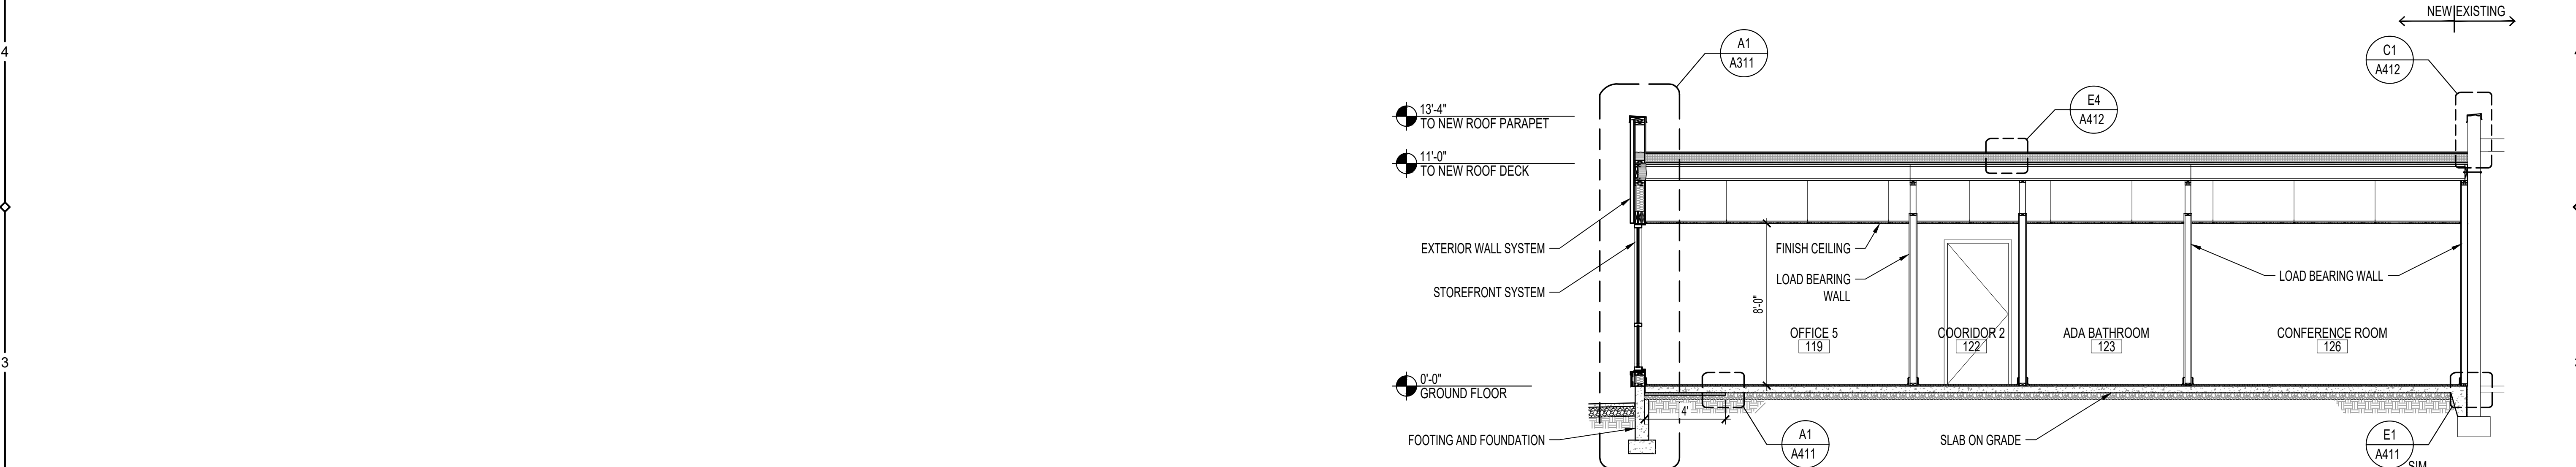 NEW EXISTING
4
A1
A311
C1
A412
E4
A412
13'-4"
TO NEW ROOF PARAPET
11'-0"
TO NEW ROOF DECK
EXTERIOR WALL SYSTEM
FINISH CEILING
STOREFRONT SYSTEM
LOAD BEARING
WALL
LOAD BEARING WALL
8'-0"
OFFICE 5
119
COORIDOR 2
122
ADA BATHROOM
123
CONFERENCE ROOM
126
3
0'-0"
GROUND FLOOR
4'
FOOTING AND FOUNDATION
A1
A411
SLAB ON GRADE
E1
A411
SIM